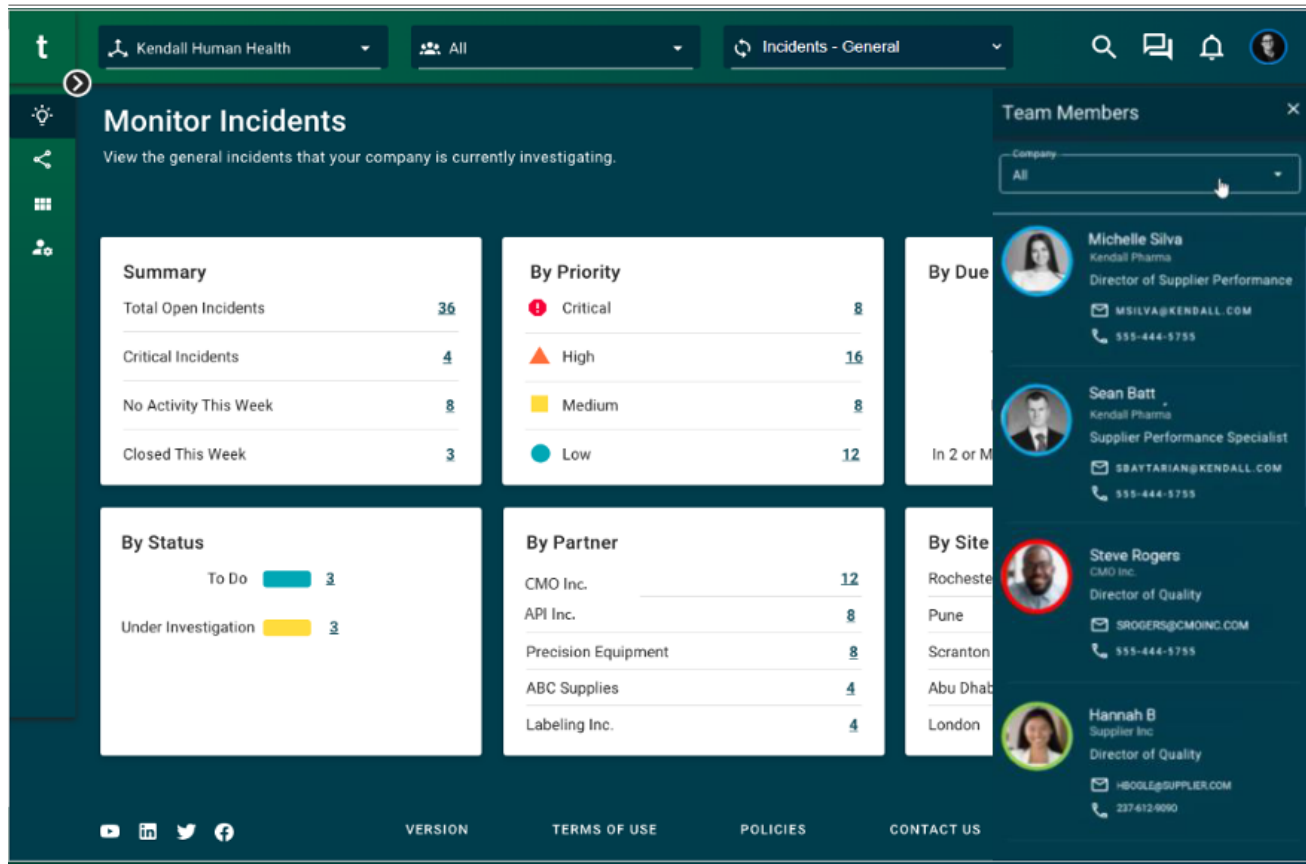 t
Kendall Human Health
All
Incidents - General
Monitor Incidents
View the general incidents that your company is currently investigating.
Summary
Total Open Incidents 36
Critical Incidents 4
No Activity This Week 8
Closed This Week 3
By Priority
Critical 8
High 16
Medium 8
Low 12
By Due
In 2 or M
By Status
To Do 3
Under Investigation 3
By Partner
CMO Inc. 12
API Inc. 8
Precision Equipment 8
ABC Supplies 4
Labeling Inc. 4
By Site
Rocheste
Pune
Scranton
Abu Dhab
London
Team Members
Company
All
Michelle Silva
Kendall Pharma
Director of Supplier Performance
MSILVA@KENDALL.COM
555-444-5755
Sean Batt
Kendall Pharma
Supplier Performance Specialist
SBAYTARIAN@KENDALL.COM
555-444-5755
Steve Rogers
CMO Inc.
Director of Quality
SROGERS@CMOINC.COM
555-444-5755
Hannah B
Supplier Inc
Director of Quality
HBOGLE@SUPPLIER.COM
237-612-9090
VERSION
TERMS OF USE
POLICIES
CONTACT US